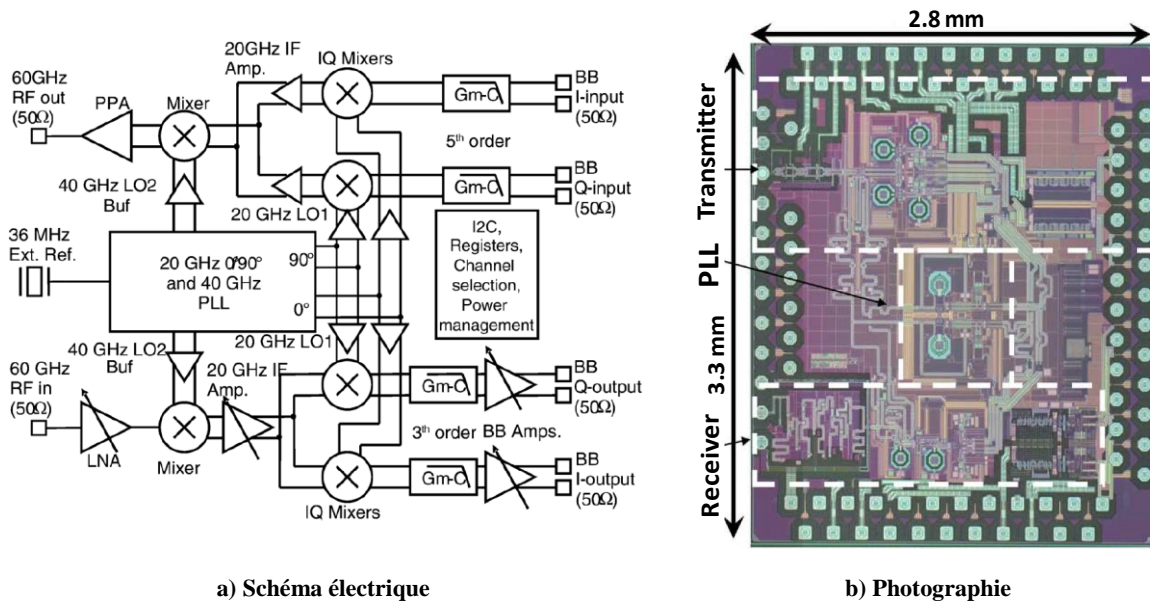 20GHz IF
Amp.
IQ Mixers
60GHz
RF out
(50Ω)
PPA
Mixer
Gm-C
BB
I-input
(50Ω)
5th order
40 GHz LO2
Buf
Gm-C
BB
Q-input
(50Ω)
20 GHz LO1
36 MHz
Ext. Ref.
20 GHz 0°/90°
and 40 GHz
PLL
90°
0°
I2C,
Registers,
Channel
selection,
Power
management
40 GHz LO2
Buf
20 GHz LO1
60 GHz
RF in
(50Ω)
20 GHz IF
Amp.
Gm-C
BB
Q-output
(50Ω)
LNA
Mixer
3th order BB Amps.
Gm-C
BB
I-output
(50Ω)
IQ Mixers
a) Schéma électrique
2.8 mm
Transmitter
PLL
3.3 mm
Receiver
b) Photographie